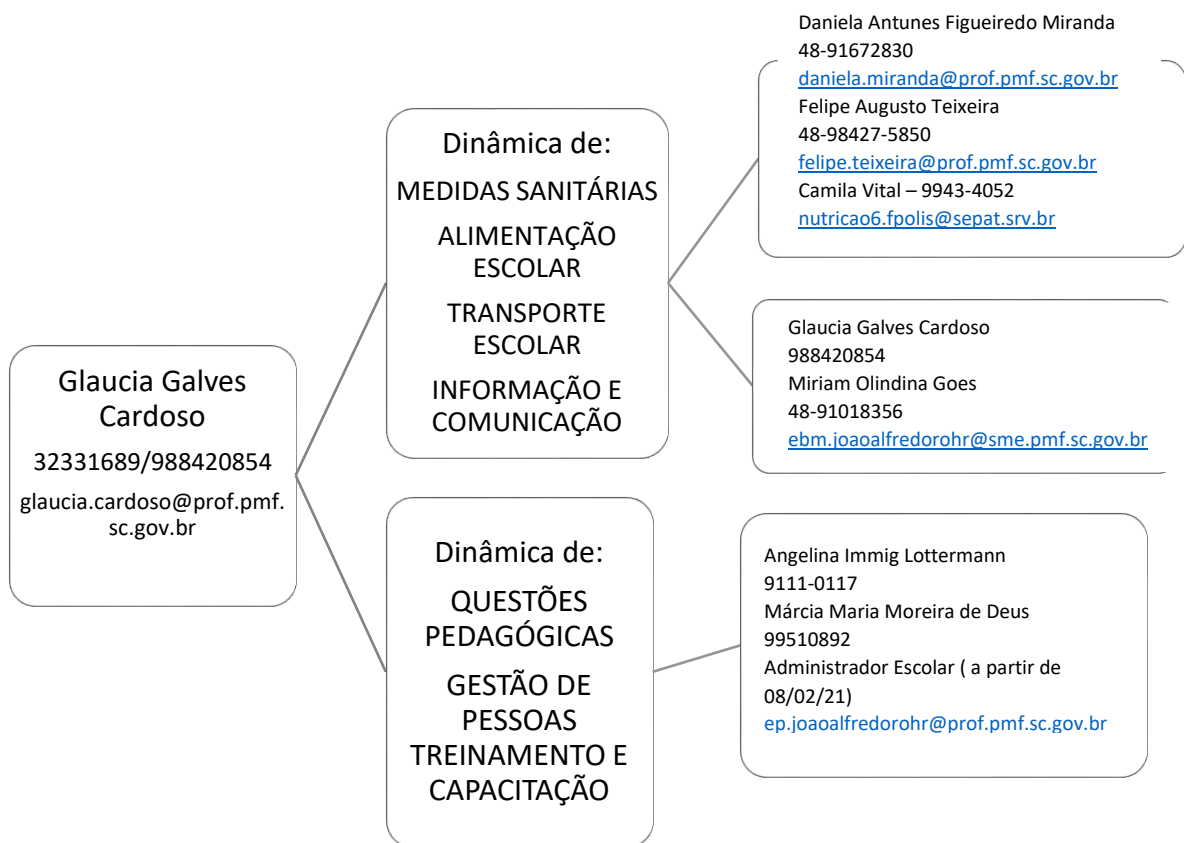 Glaucia Galves
Cardoso
32331689/988420854
glaucia.cardoso@prof.pmf.
sc.gov.br
Dinâmica de:
MEDIDAS SANITÁRIAS
ALIMENTAÇÃO
ESCOLAR
TRANSPORTE
ESCOLAR
INFORMAÇÃO E
COMUNICAÇÃO
Daniela Antunes Figueiredo Miranda
48-91672830
daniela.miranda@prof.pmf.sc.gov.br
Felipe Augusto Teixeira
48-98427-5850
felipe.teixeira@prof.pmf.sc.gov.br
Camila Vital – 9943-4052
nutricao6.fpolis@sepat.srv.br
Glaucia Galves Cardoso
988420854
Miriam Olindina Goes
48-91018356
ebm.joaoalfredorohr@sme.pmf.sc.gov.br
Dinâmica de:
QUESTÕES
PEDAGÓGICAS
GESTÃO DE
PESSOAS
TREINAMENTO E
CAPACITAÇÃO
Angelina Immig Lottermann
9111-0117
Márcia Maria Moreira de Deus
99510892
Administrador Escolar ( a partir de
08/02/21)
ep.joaoalfredorohr@prof.pmf.sc.gov.br